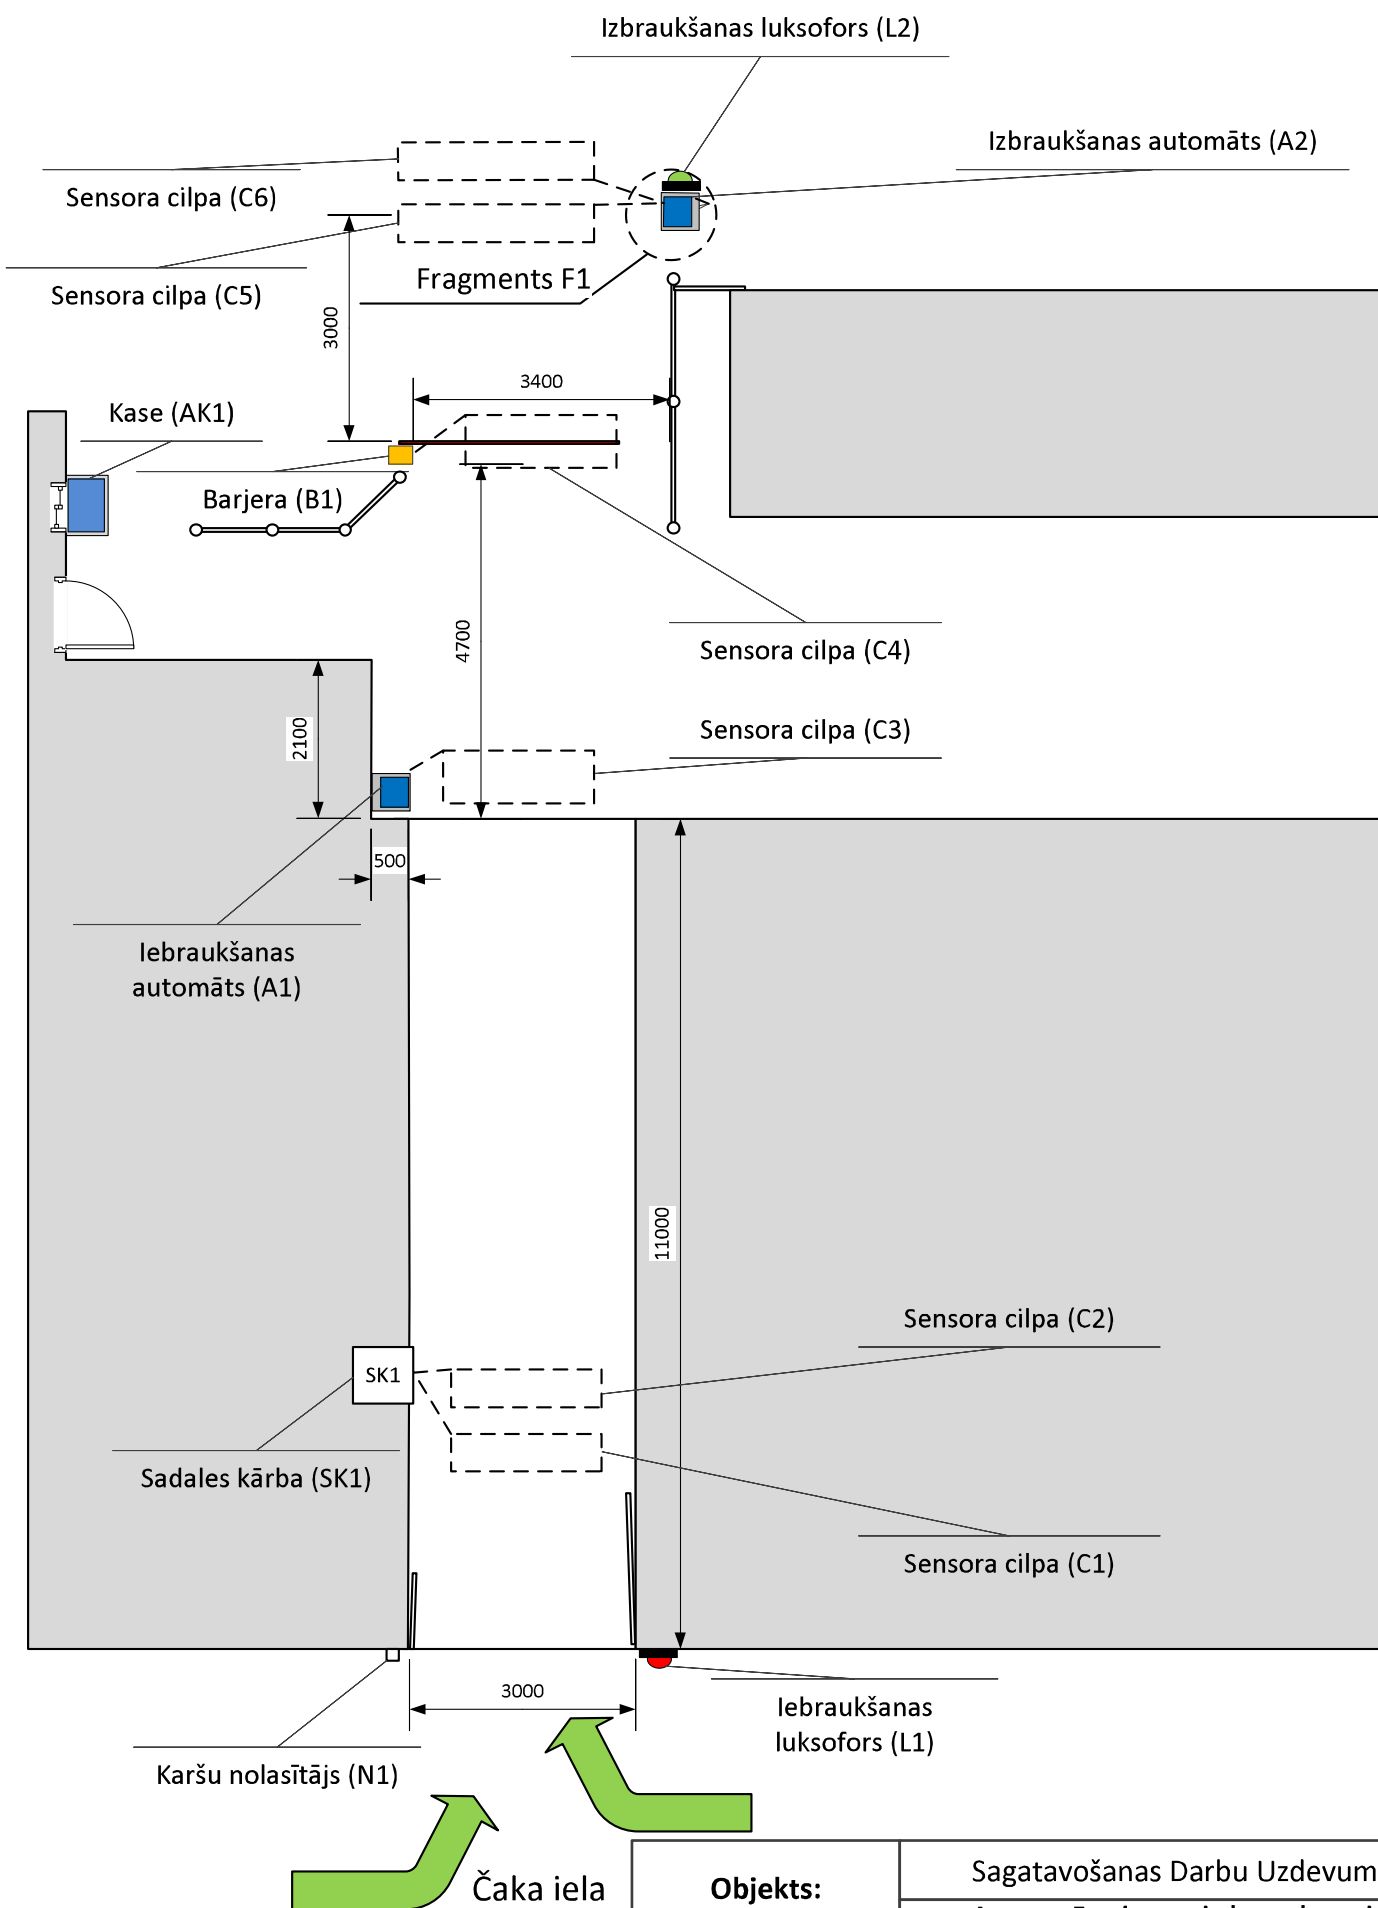 Izbraukšanas luksofors (L2)
Izbraukšanas automāts (A2)
Sensora cilpa (C6)
Fragments F1
Sensora cilpa (C5)
3000
3400
Kase (AK1)
Barjera (B1)
4700
Sensora cilpa (C4)
2100
Sensora cilpa (C3)
500
Iebraukšanas
automāts (A1)
11000
Sensora cilpa (C2)
SK1
Sadales kārba (SK1)
Sensora cilpa (C1)
3000
Iebraukšanas
luksofors (L1)
Karšu nolasītājs (N1)
Čaka iela
Objekts:
Sagatavošanas Darbu Uzdevum